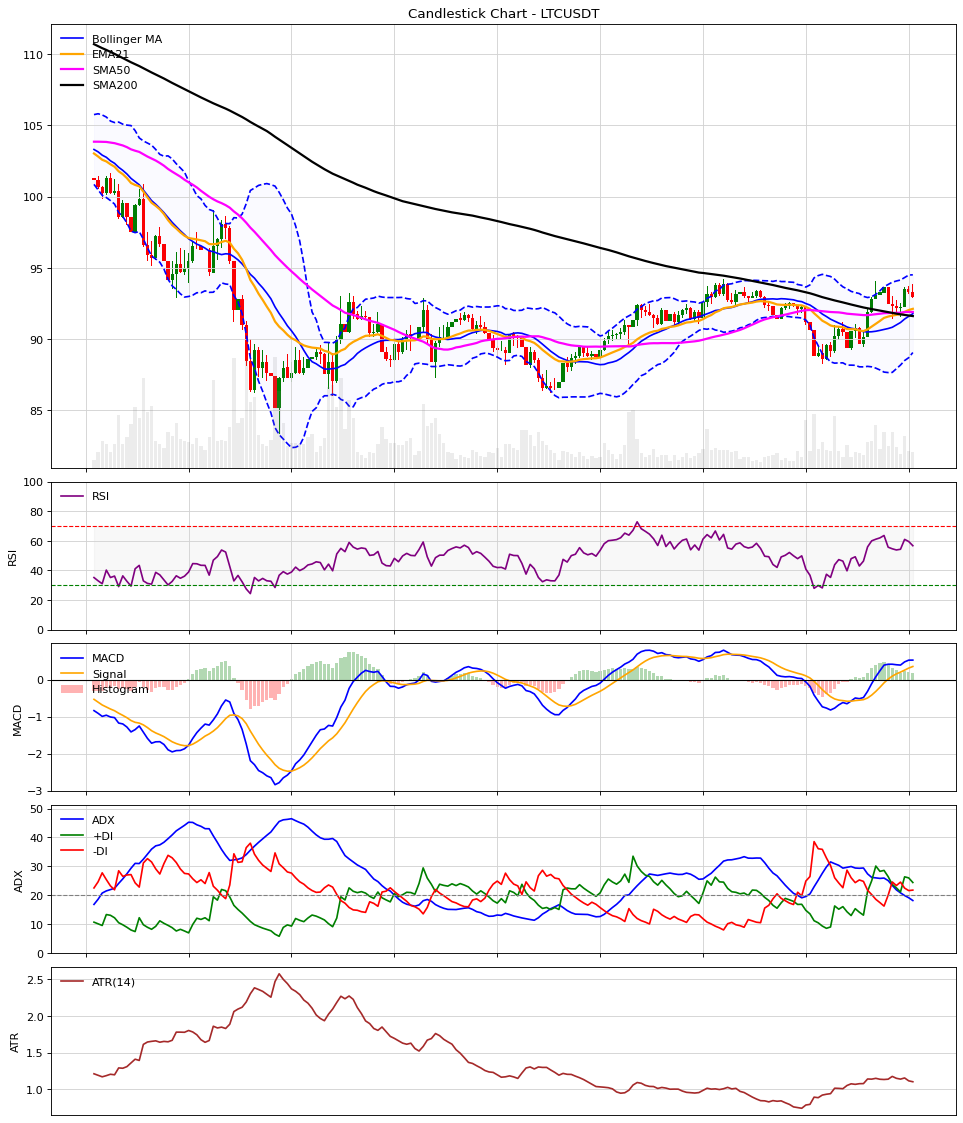 Candlestick Chart - LTCUSDT
Bollinger MA
EMA21
SMA50
SMA200
110
105
100
95
90
85
RSI
100
80
60
40
20
0
RSI
MACD
Signal
Histogram
0
−1
−2
−3
MACD
ADX
+DI
-DI
50
40
30
20
10
0
ADX
ATR(14)
2.5
2.0
1.5
1.0
ATR